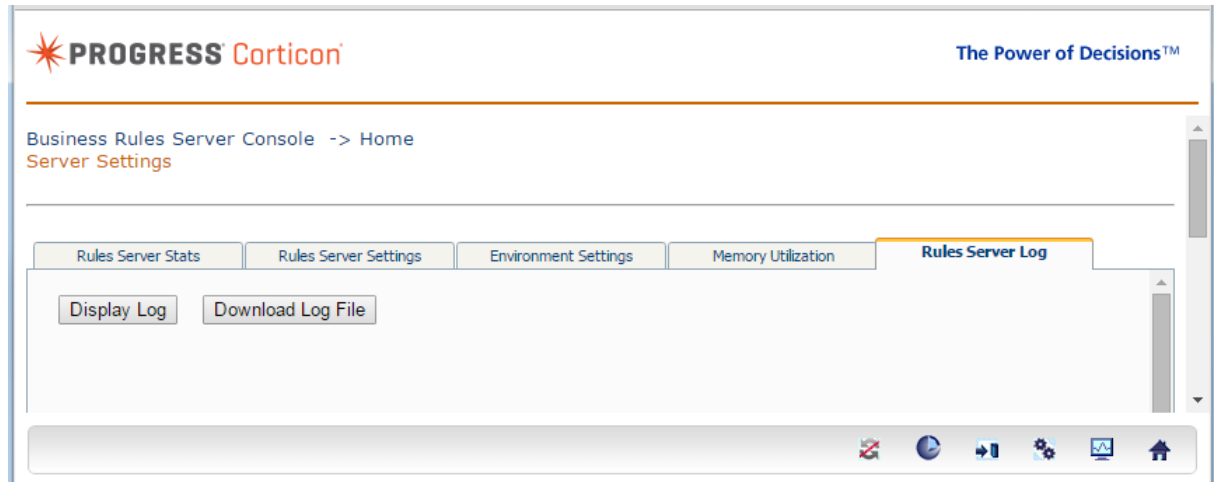 PROGRESS Corticon
The Power of Decisions™
Business Rules Server Console -> Home
Server Settings
Rules Server Stats
Rules Server Settings
Environment Settings
Memory Utilization
Rules Server Log
Display Log
Download Log File